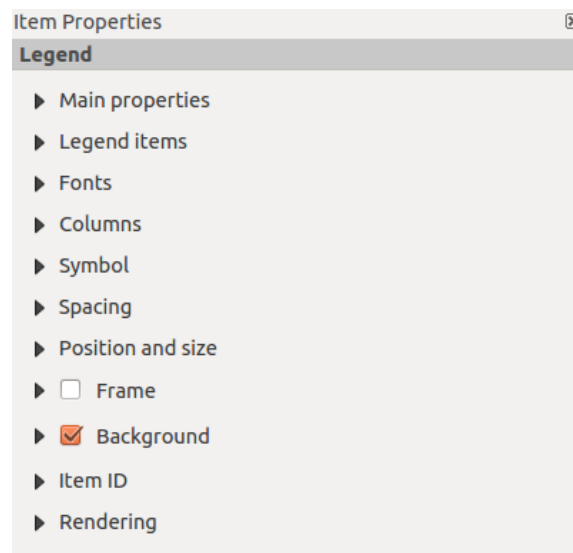 Item Properties
Legend
Main properties
Legend items
Fonts
Columns
Symbol
Spacing
Position and size
Frame
Background
Item ID
Rendering